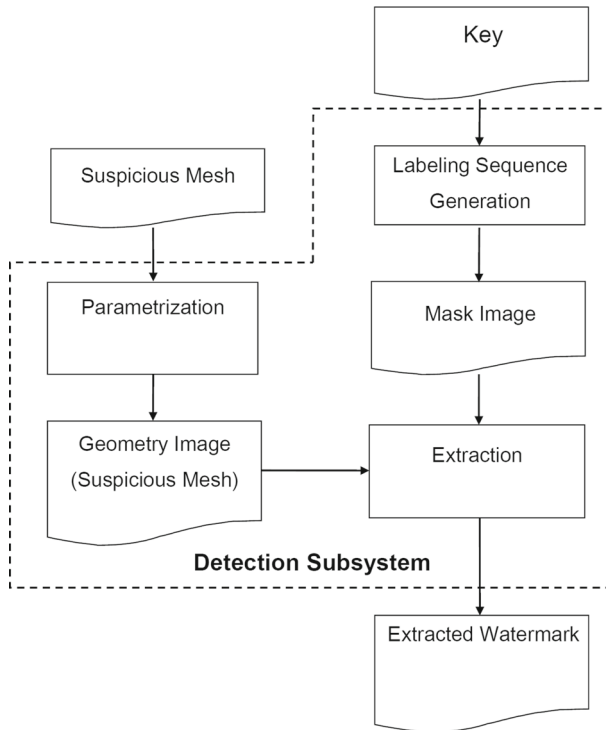 Key
Suspicious Mesh
Labeling Sequence
Generation
Parametrization
Mask Image
Geometry Image
(Suspicious Mesh)
Extraction
Detection Subsystem
Extracted Watermark